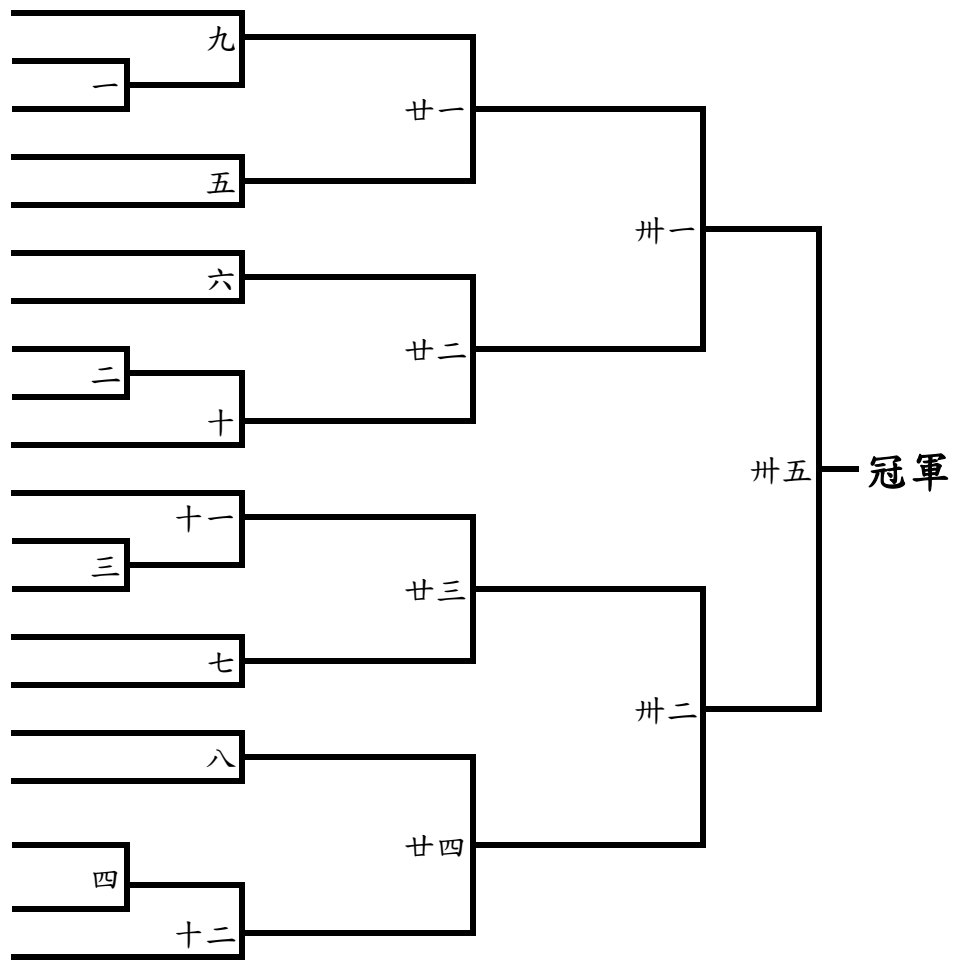 九
一
廿一
五
卅一
六
廿二
二
十
卅五
冠軍
十一
三
廿三
七
卅二
八
廿四
四
十二